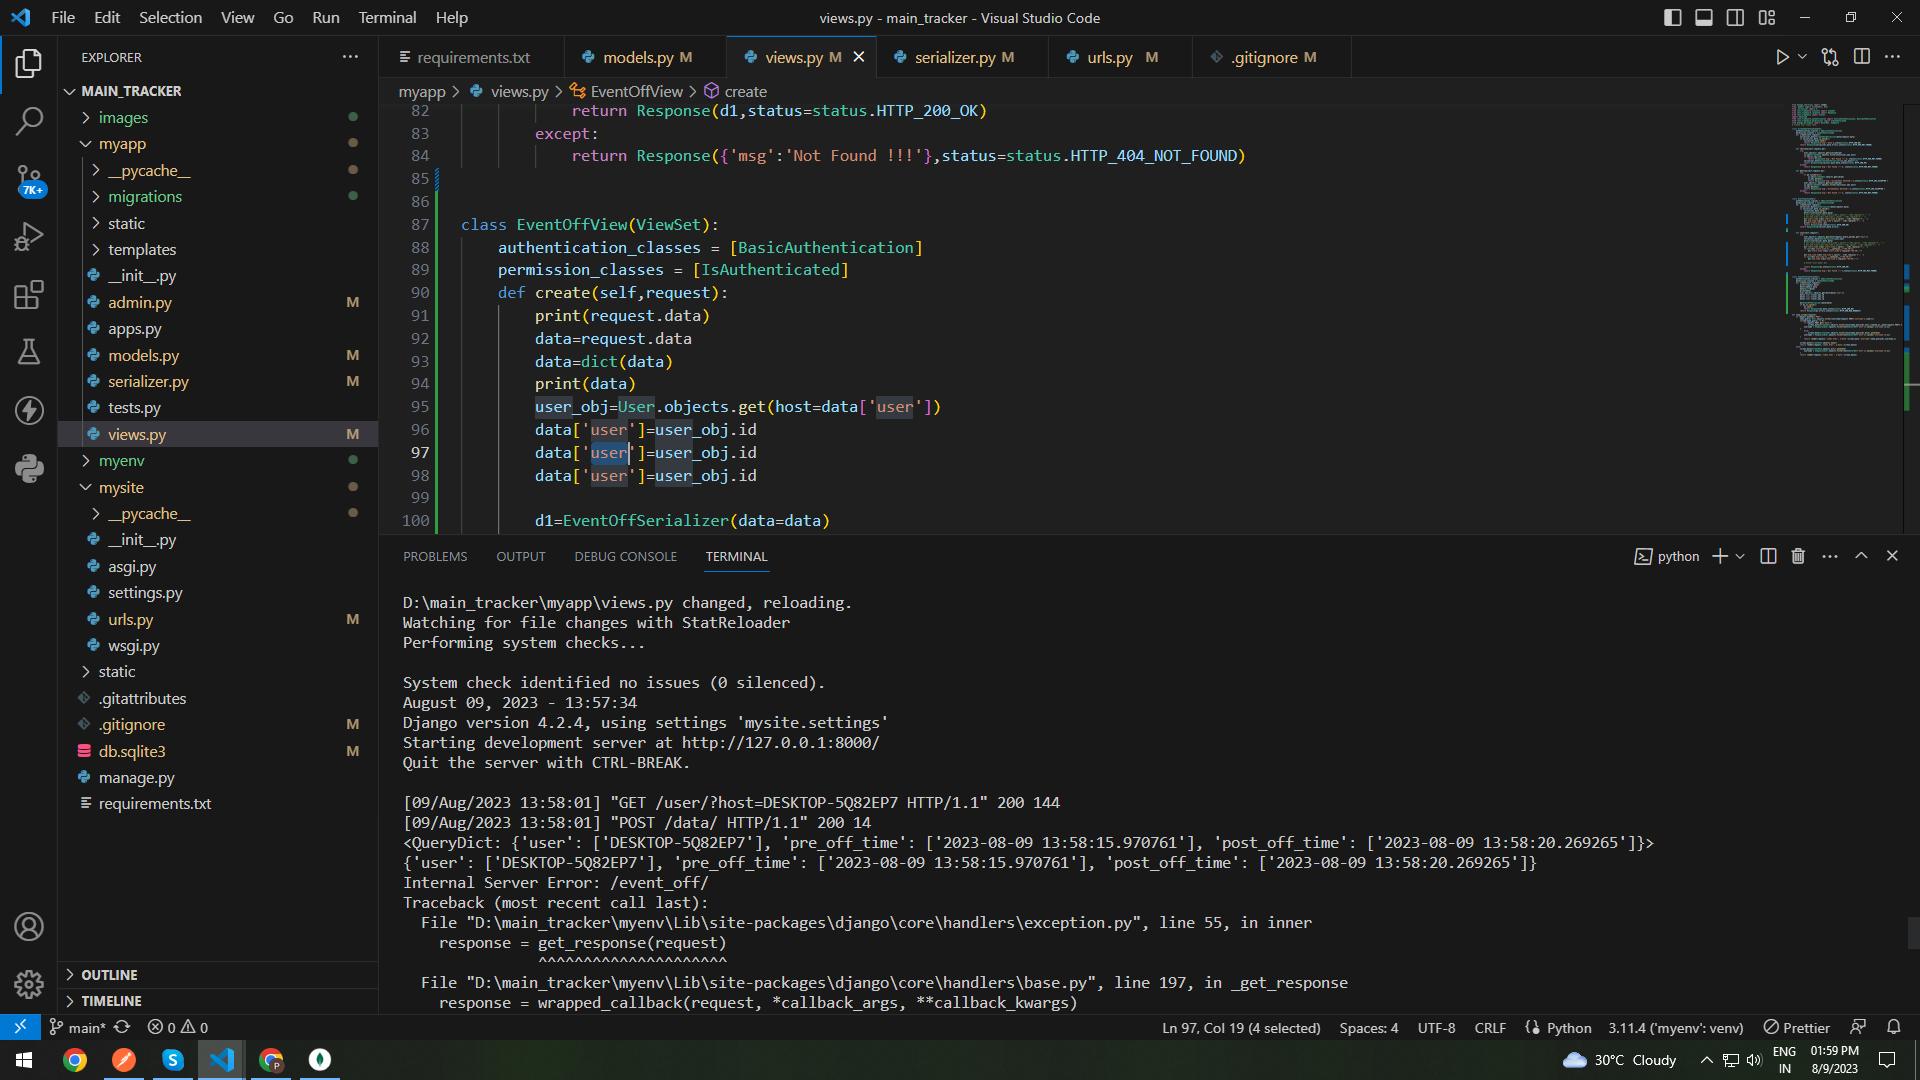 File Edit Selection View Go Run Terminal Help
views.py - main_tracker - Visual Studio Code
EXPLORER
MAIN_TRACKER
images
myapp
__pycache__
migrations
static
templates
__init__.py
admin.py M
apps.py
models.py M
serializer.py M
tests.py
views.py M
myenv
mysite
__pycache__
__init__.py
asgi.py
settings.py
urls.py M
wsgi.py
static
.gitattributes
.gitignore M
db.sqlite3 M
manage.py
requirements.txt
OUTLINE
TIMELINE
7K+
requirements.txt models.py M views.py M serializer.py M urls.py M .gitignore M
myapp > views.py > EventOffView > create
82 return Response(d1,status=status.HTTP_200_OK)
83 except:
84 return Response({'msg':'Not Found !!!'},status=status.HTTP_404_NOT_FOUND)
85
86
87 class EventOffView(ViewSet):
88 authentication_classes = [BasicAuthentication]
89 permission_classes = [IsAuthenticated]
90 def create(self,request):
91 print(request.data)
92 data=request.data
93 data=dict(data)
94 print(data)
95 user_obj=User.objects.get(host=data['user'])
96 data['user']=user_obj.id
97 data['user']=user_obj.id
98 data['user']=user_obj.id
99
100 d1=EventOffSerializer(data=data)
PROBLEMS OUTPUT DEBUG CONSOLE TERMINAL
python
D:\main_tracker\myapp\views.py changed, reloading.
Watching for file changes with StatReloader
Performing system checks...
System check identified no issues (0 silenced).
August 09, 2023 - 13:57:34
Django version 4.2.4, using settings 'mysite.settings'
Starting development server at http://127.0.0.1:8000/
Quit the server with CTRL-BREAK.
[09/Aug/2023 13:58:01] "GET /user/?host=DESKTOP-5Q82EP7 HTTP/1.1" 200 144
[09/Aug/2023 13:58:01] "POST /data/ HTTP/1.1" 200 14
<QueryDict: {'user': ['DESKTOP-5Q82EP7'], 'pre_off_time': ['2023-08-09 13:58:15.970761'], 'post_off_time': ['2023-08-09 13:58:20.269265']}>
{'user': ['DESKTOP-5Q82EP7'], 'pre_off_time': ['2023-08-09 13:58:15.970761'], 'post_off_time': ['2023-08-09 13:58:20.269265']}
Internal Server Error: /event_off/
Traceback (most recent call last):
File "D:\main_tracker\myenv\Lib\site-packages\django\core\handlers\exception.py", line 55, in inner
response = get_response(request)
^^^^^^^^^^^^^^^^^^^^^
File "D:\main_tracker\myenv\Lib\site-packages\django\core\handlers\base.py", line 197, in _get_response
response = wrapped_callback(request, *callback_args, **callback_kwargs)
main* 0 0
Ln 97, Col 19 (4 selected) Spaces: 4 UTF-8 CRLF Python 3.11.4 ('myenv': venv) Prettier
30°C Cloudy
ENG
IN
01:59 PM
8/9/2023